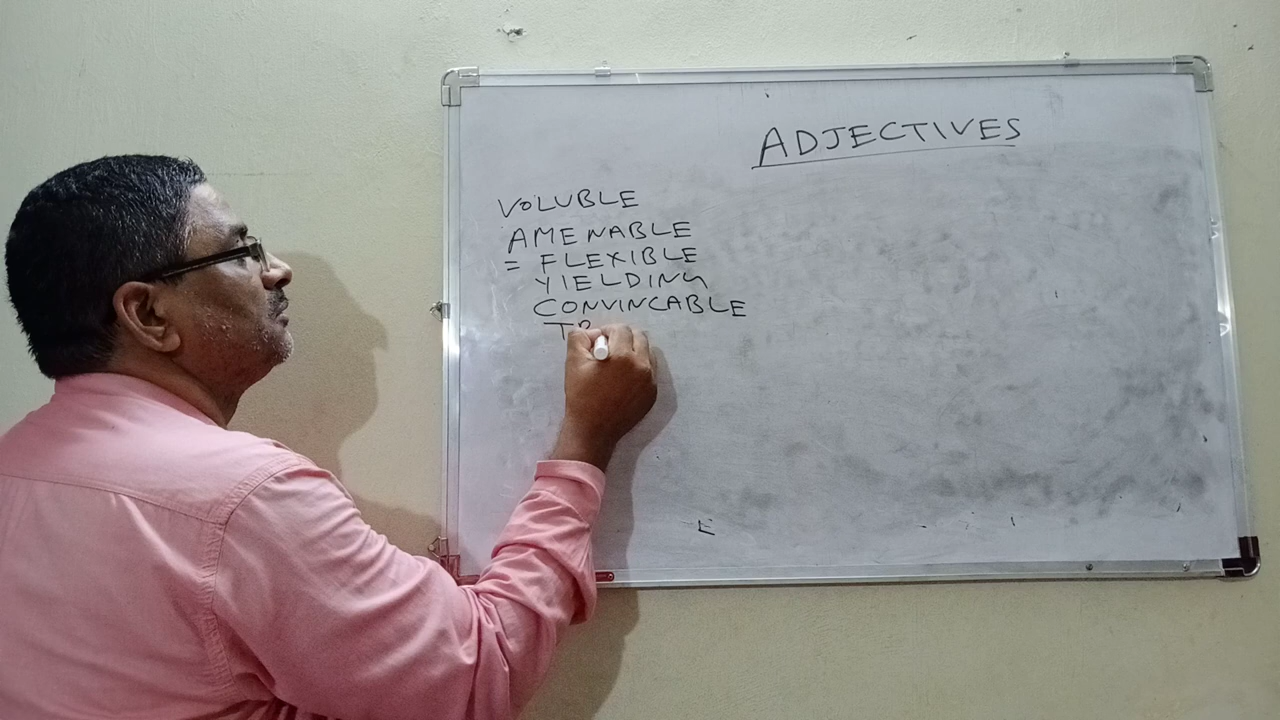 ADJECTIVES
VOLUBLE
AMENABLE
= FLEXIBLE
YIELDING
CONVINCABLE